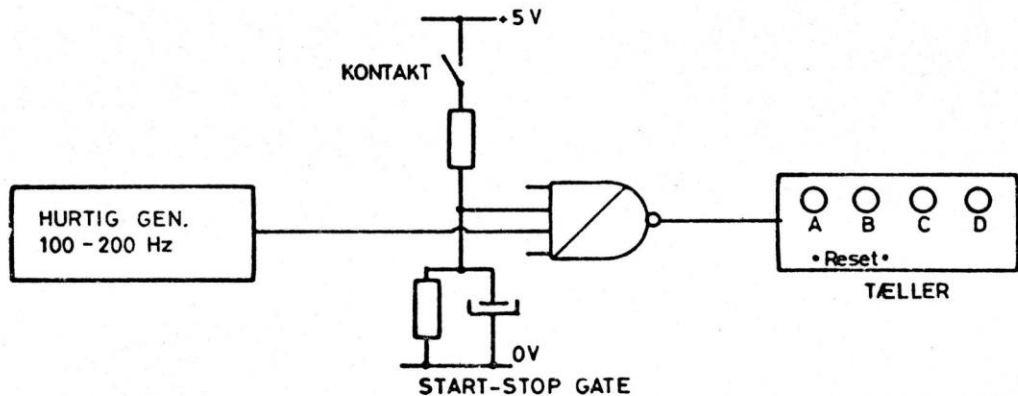 +5 V
KONTAKT
HURTIG GEN.
100 - 200 Hz
A B C D
• Reset •
TÆLLER
0V
START-STOP GATE